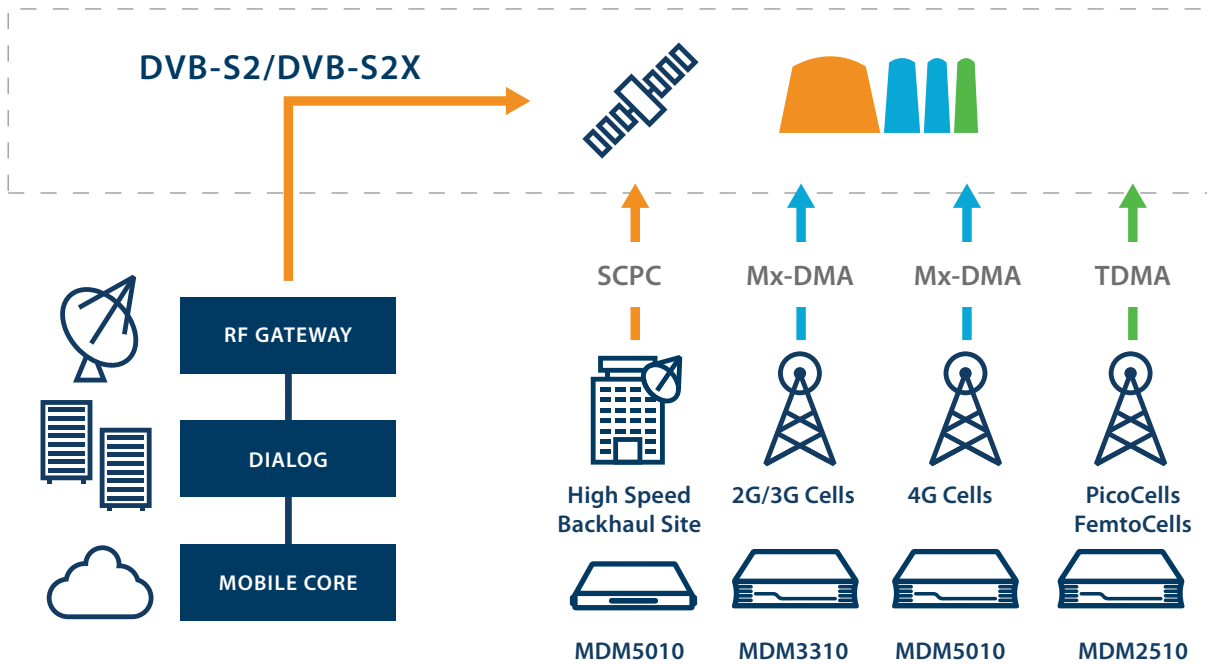 DVB-S2/DVB-S2X
SCPC
Mx-DMA
Mx-DMA
TDMA
RF GATEWAY
DIALOG
MOBILE CORE
High Speed
Backhaul Site
2G/3G Cells
4G Cells
PicoCells
FemtoCells
MDM5010
MDM3310
MDM5010
MDM2510